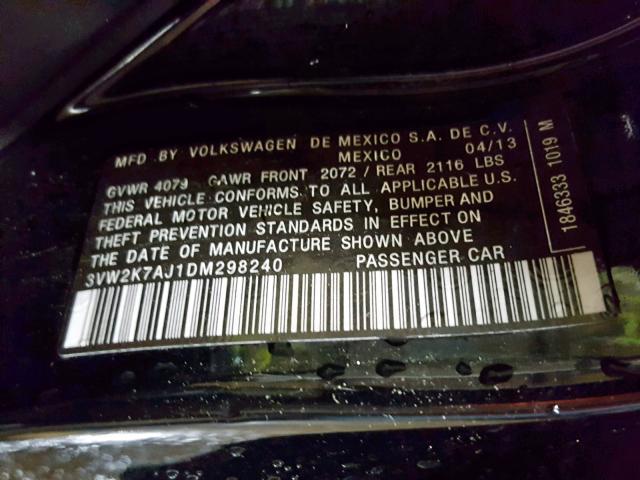 MFD BY VOLKSWAGEN DE MEXICO S.A. DE C.V.
MEXICO 04/13
GVWR 4079 GAWR FRONT 2072 / REAR 2116 LBS
THIS VEHICLE CONFORMS TO ALL APPLICABLE U.S.
FEDERAL MOTOR VEHICLE SAFETY, BUMPER AND
THEFT PREVENTION STANDARDS IN EFFECT ON
THE DATE OF MANUFACTURE SHOWN ABOVE
3VW2K7AJ1DM298240 PASSENGER CAR
1846333 1019 M